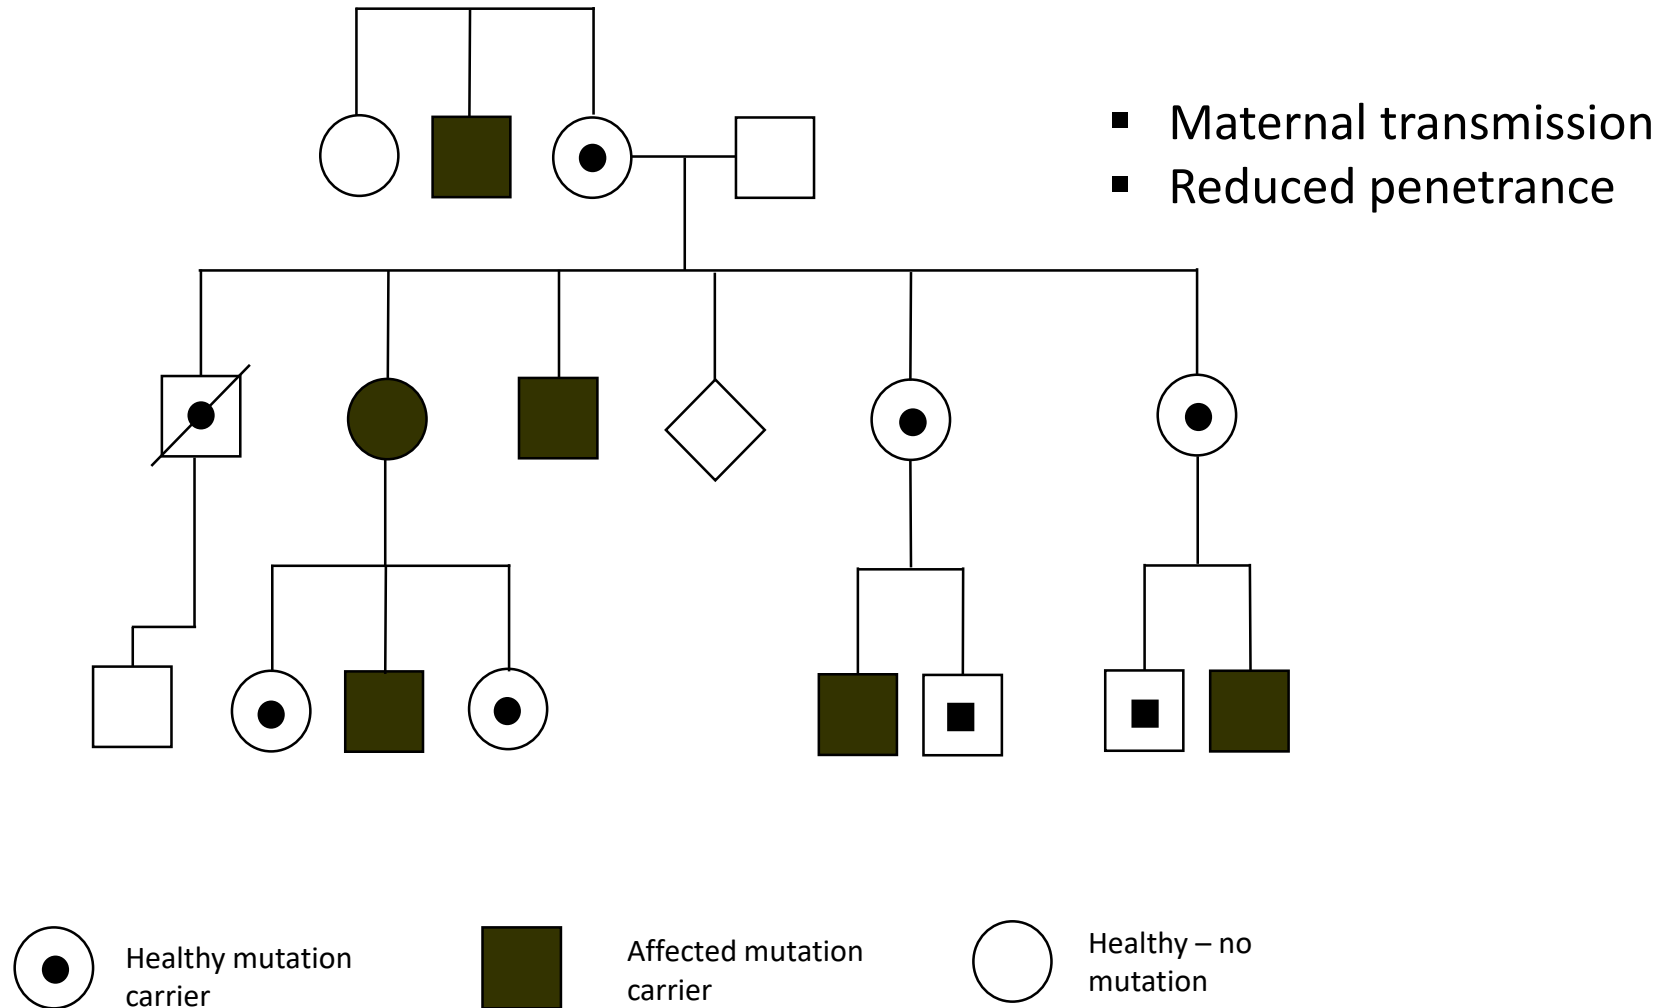 ▪ Maternal transmission
▪ Reduced penetrance
Healthy mutation
carrier
Affected mutation
carrier
Healthy – no
mutation